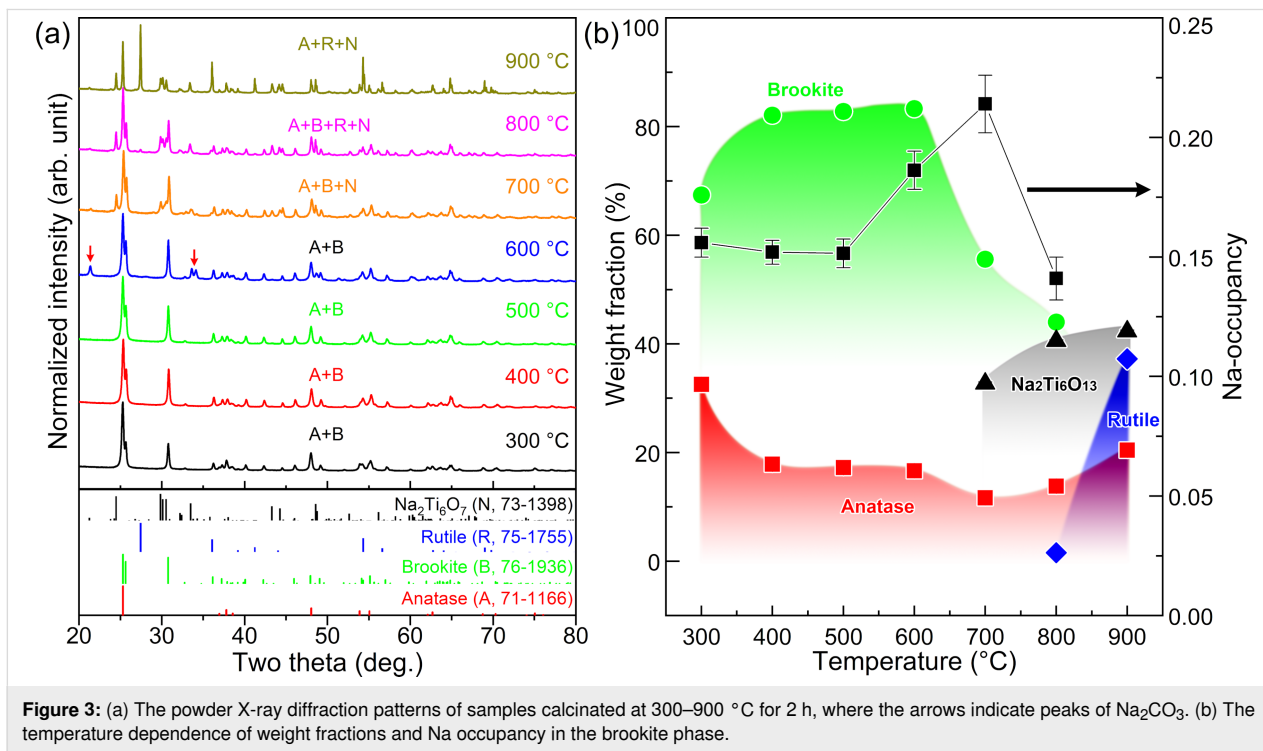 (a)
Normalized intensity (arb. unit)
A+R+N
900 °C
A+B+R+N
800 °C
A+B+N
700 °C
A+B
600 °C
A+B
500 °C
A+B
400 °C
A+B
300 °C
Na₂Ti₆O₇ (N, 73-1398)
Rutile (R, 75-1755)
Brookite (B, 76-1936)
Anatase (A, 71-1166)
20 30 40 50 60 70 80
Two theta (deg.)
(b)
Weight fraction (%)
100
80
60
40
20
0
Brookite
Na₂Ti₆O₁₃
Rutile
Anatase
0.25
0.20
0.15
0.10
0.05
0.00
Na-occupancy
300 400 500 600 700 800 900
Temperature (°C)
Figure 3: (a) The powder X-ray diffraction patterns of samples calcinated at 300–900 °C for 2 h, where the arrows indicate peaks of Na₂CO₃. (b) The
temperature dependence of weight fractions and Na occupancy in the brookite phase.